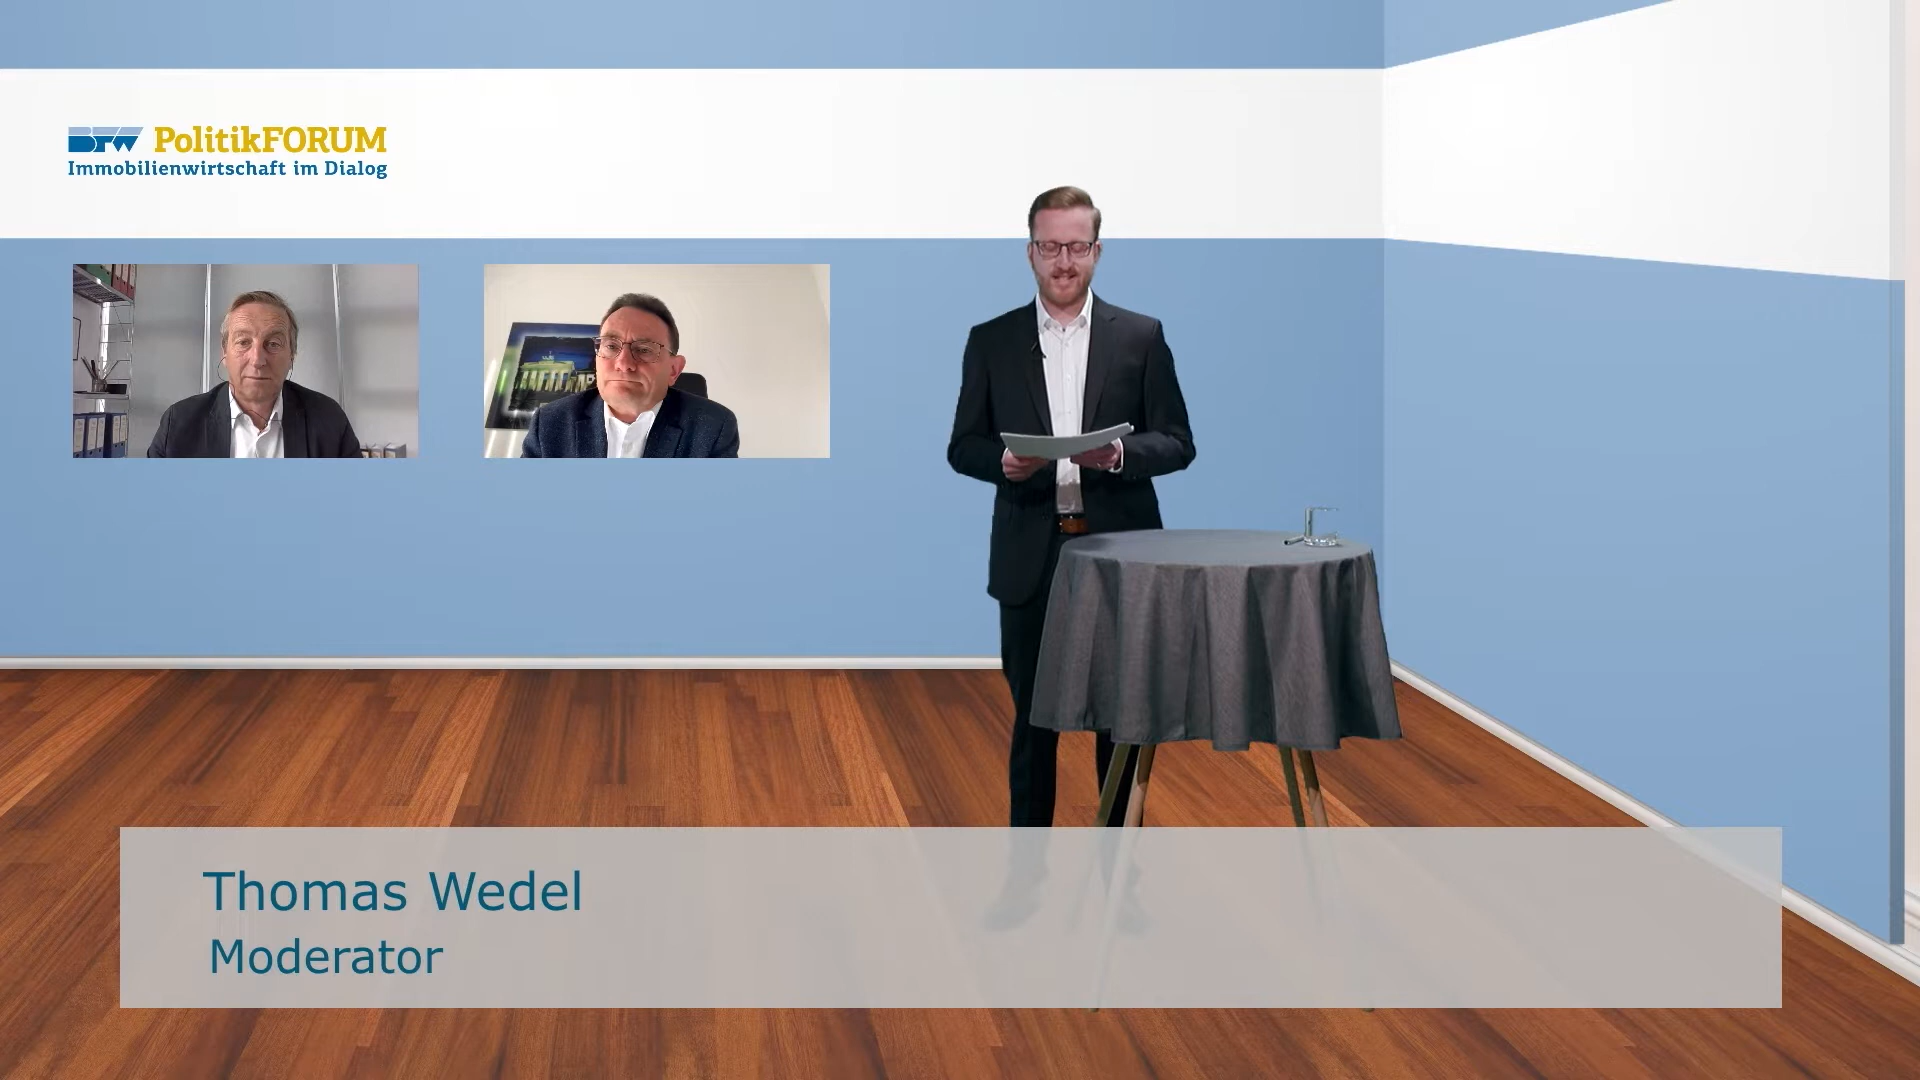 BFW PolitikFORUM
Immobilienwirtschaft im Dialog
Thomas Wedel
Moderator